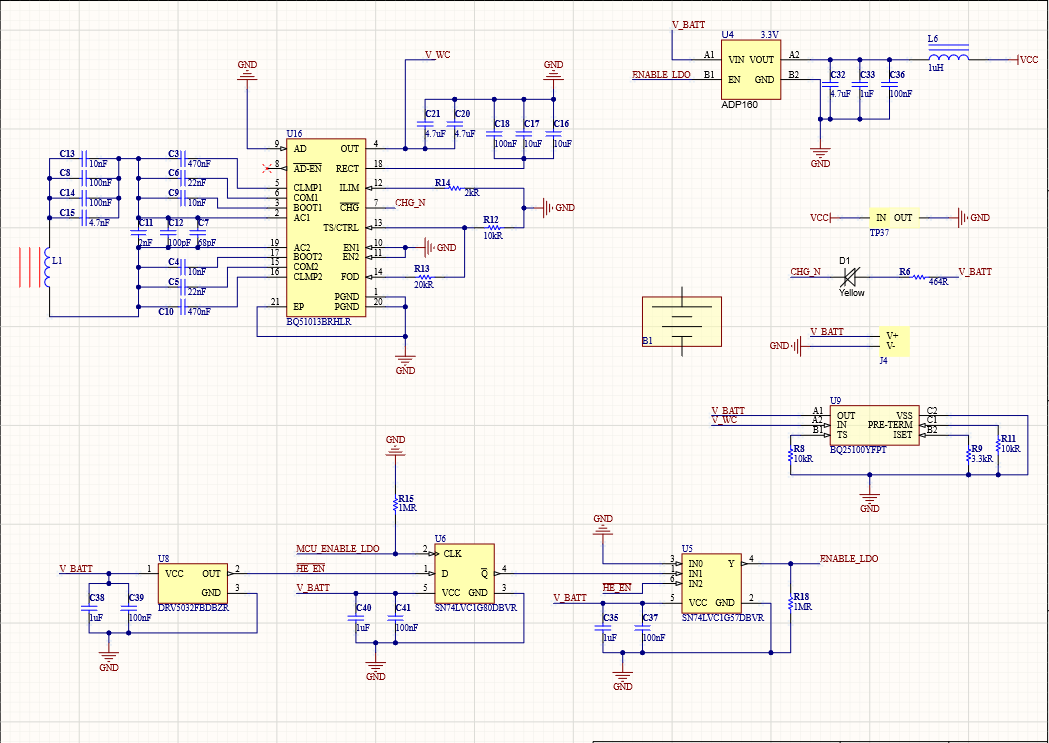 V_BATT
U4 3.3V
A1 VIN VOUT A2
ENABLE_LDO B1 EN GND B2
ADP160
C32 4.7uF
C33 1uF
C36 100nF
L6
1uH
VCC
GND
V_WC
GND
GND
C21 4.7uF
C20 4.7uF
C18 100nF
C17 10uF
C16 10uF
U16
9 AD OUT 4
8 AD-EN RECT 18
5 CLMP1 ILIM 12
6 COM1
3 BOOT1 CHG 7
2 AC1
TS/CTRL 13
19 AC2 EN1 10
17 BOOT2 EN2 11
15 COM2
16 CLMP2 FOD 14
PGND 1
21 EP PGND 20
BQ51013BRHLR
C13 10nF
C8 100nF
C14 100nF
C15 4.7nF
C3 470nF
C6 22nF
C9 10nF
C11 2nF
C12 100pF
C7 68pF
C4 10nF
C5 22nF
C10 470nF
L1
R14 2kR
CHG_N
R12
10kR
GND
GND
R13
20kR
GND
VCC IN OUT GND
TP37
CHG_N
D1
Yellow
R6
464R
V_BATT
B1
V_BATT
GND
V+
V-
J4
U9
V_BATT A1 OUT VSS C2
V_WC A2 IN PRE-TERM C1
B1 TS ISET B2
BQ25100YFPT
R8
10kR
R9
3.3kR
R11
10kR
GND
GND
R15
1MR
U8
V_BATT 1 VCC OUT 2
GND 3
DRV5032FBDBZR
C38
1uF
C39
100nF
GND
U6
MCU_ENABLE_LDO 2 CLK
HE_EN 1 D Q 4
V_BATT 5 VCC GND 3
SN74LVC1G80DBVR
C40
1uF
C41
100nF
GND
GND
U5
3 IN0 Y 4 ENABLE_LDO
1 IN1
HE_EN 6 IN2
V_BATT 5 VCC GND 2
SN74LVC1G57DBVR
C35
1uF
C37
100nF
R18
1MR
GND